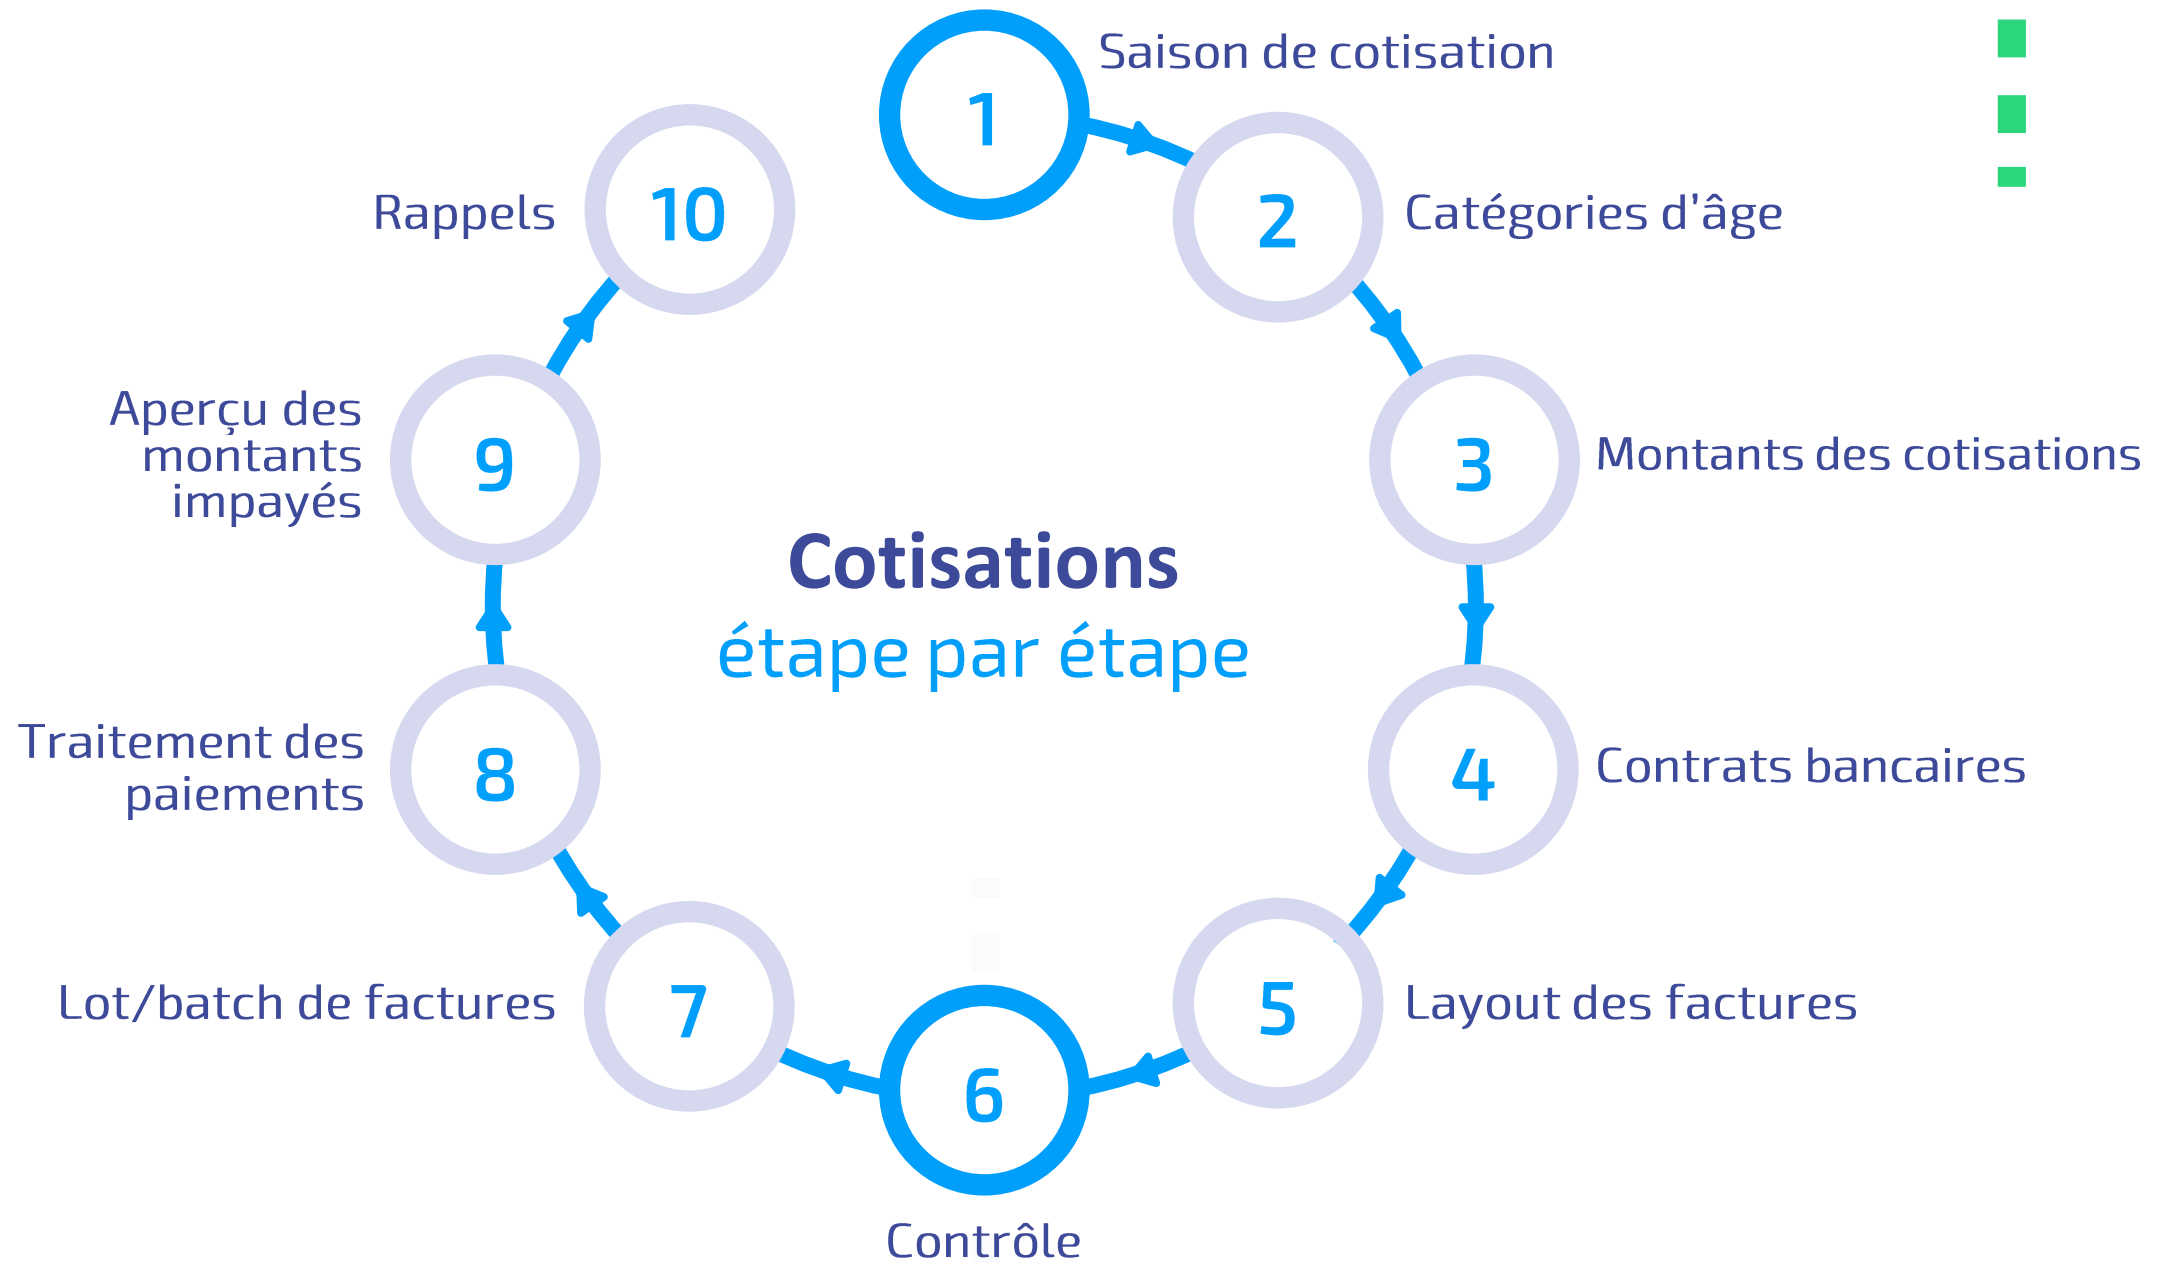 1
Saison de cotisation
2
Catégories d’âge
3
Montants des cotisations
4
Contrats bancaires
5
Layout des factures
6
Contrôle
7
Lot/batch de factures
8
Traitement des
paiements
9
Aperçu des
montants
impayés
10
Rappels
Cotisations
étape par étape